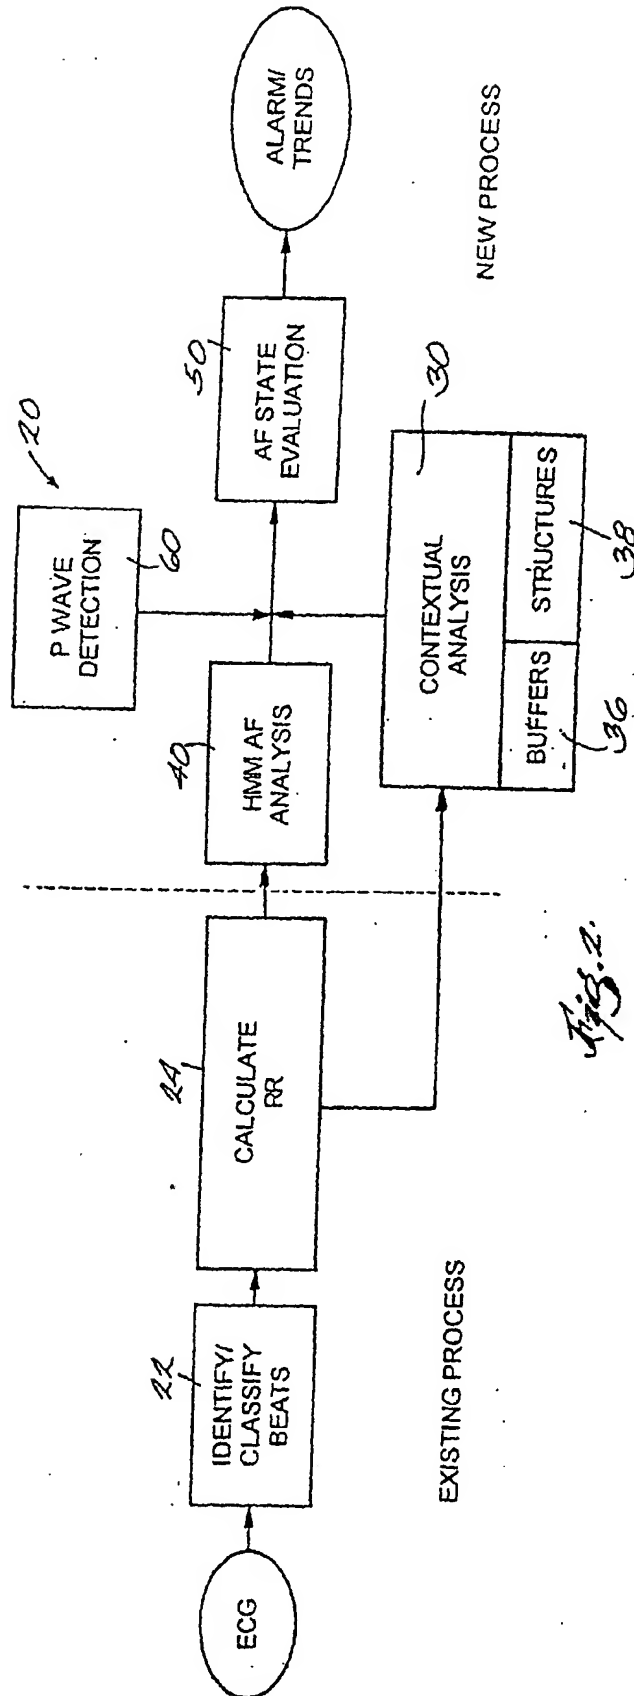 20
P WAVE
DETECTION
60
ECG
22
IDENTIFY/
CLASSIFY
BEATS
24
CALCULATE
RR
40
HMM AF
ANALYSIS
50
AF STATE
EVALUATION
ALARM/
TRENDS
30
CONTEXTUAL
ANALYSIS
BUFFERS
STRUCTURES
36
38
EXISTING PROCESS
NEW PROCESS
Fig. 2.